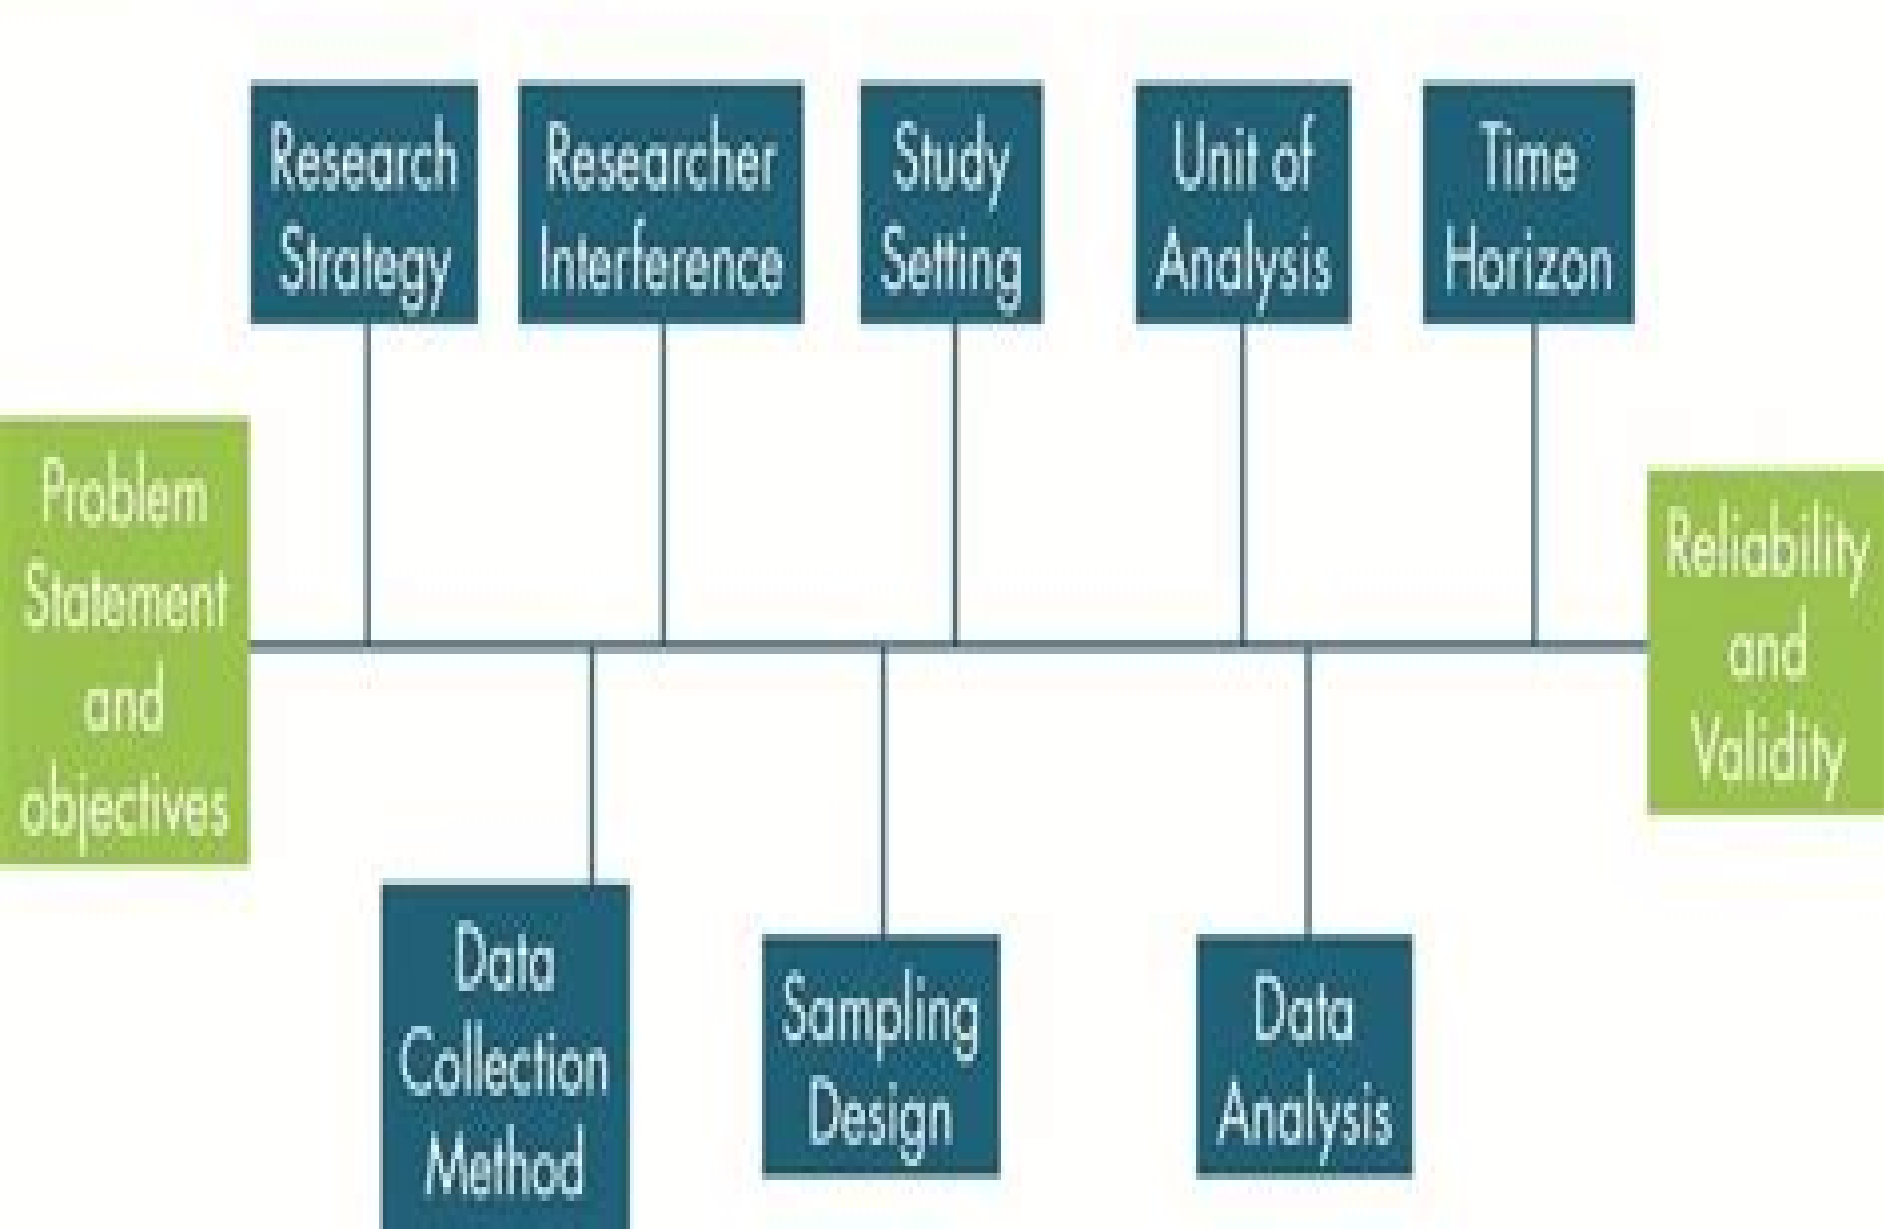 Research
Strategy
Researcher
Interference
Study
Setting
Unit of
Analysis
Time
Horizon
Problem
Statement
and
objectives
Reliability
and
Validity
Data
Collection
Method
Sampling
Design
Data
Analysis